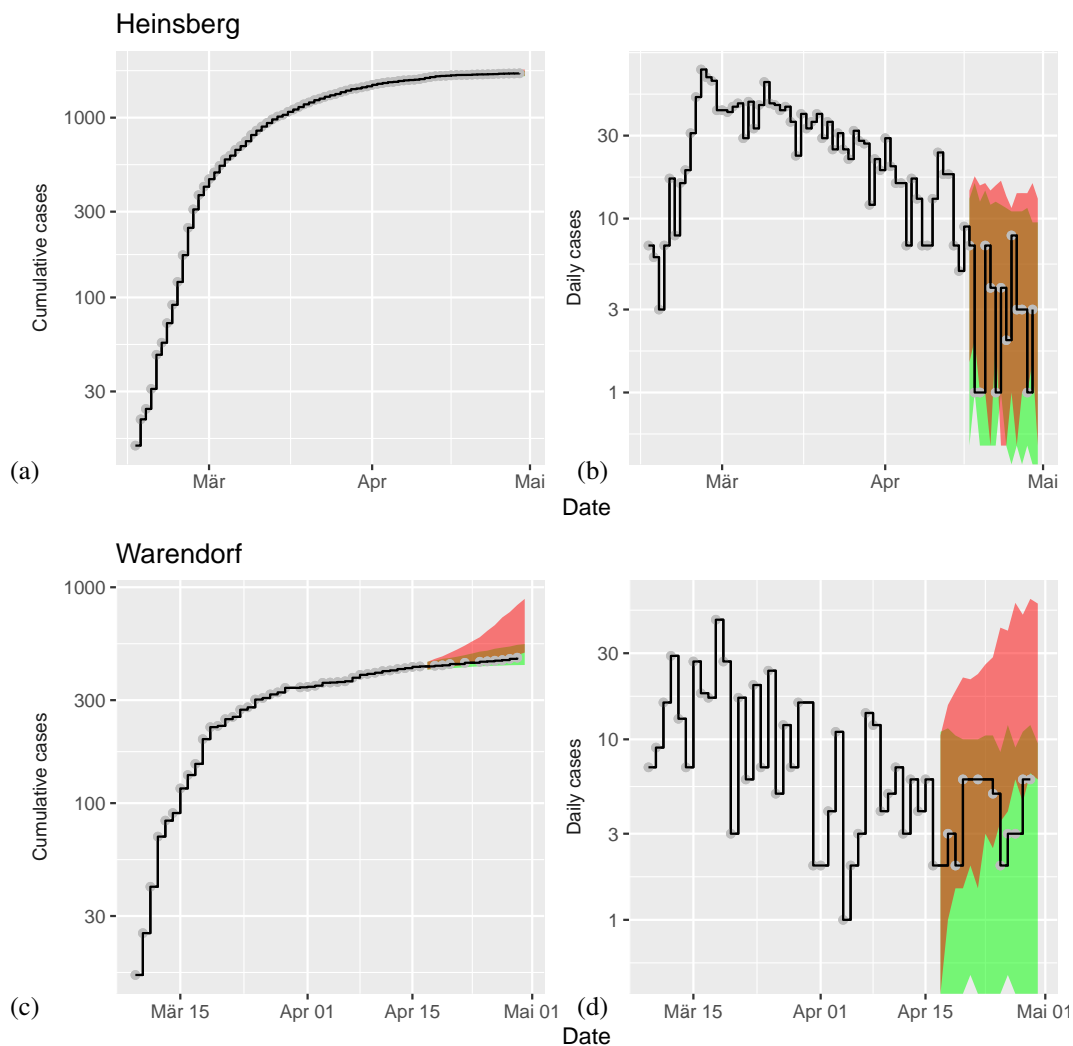 Heinsberg
Cumulative cases
1000
300
100
30
Mär
Apr
Mai
(a)
Daily cases
30
10
3
1
Mär
Apr
Mai
(b)
Date
Warendorf
Cumulative cases
1000
300
100
30
Mär 15
Apr 01
Apr 15
Mai 01
(c)
Daily cases
30
10
3
1
Mär 15
Apr 01
Apr 15
Mai 01
(d)
Date